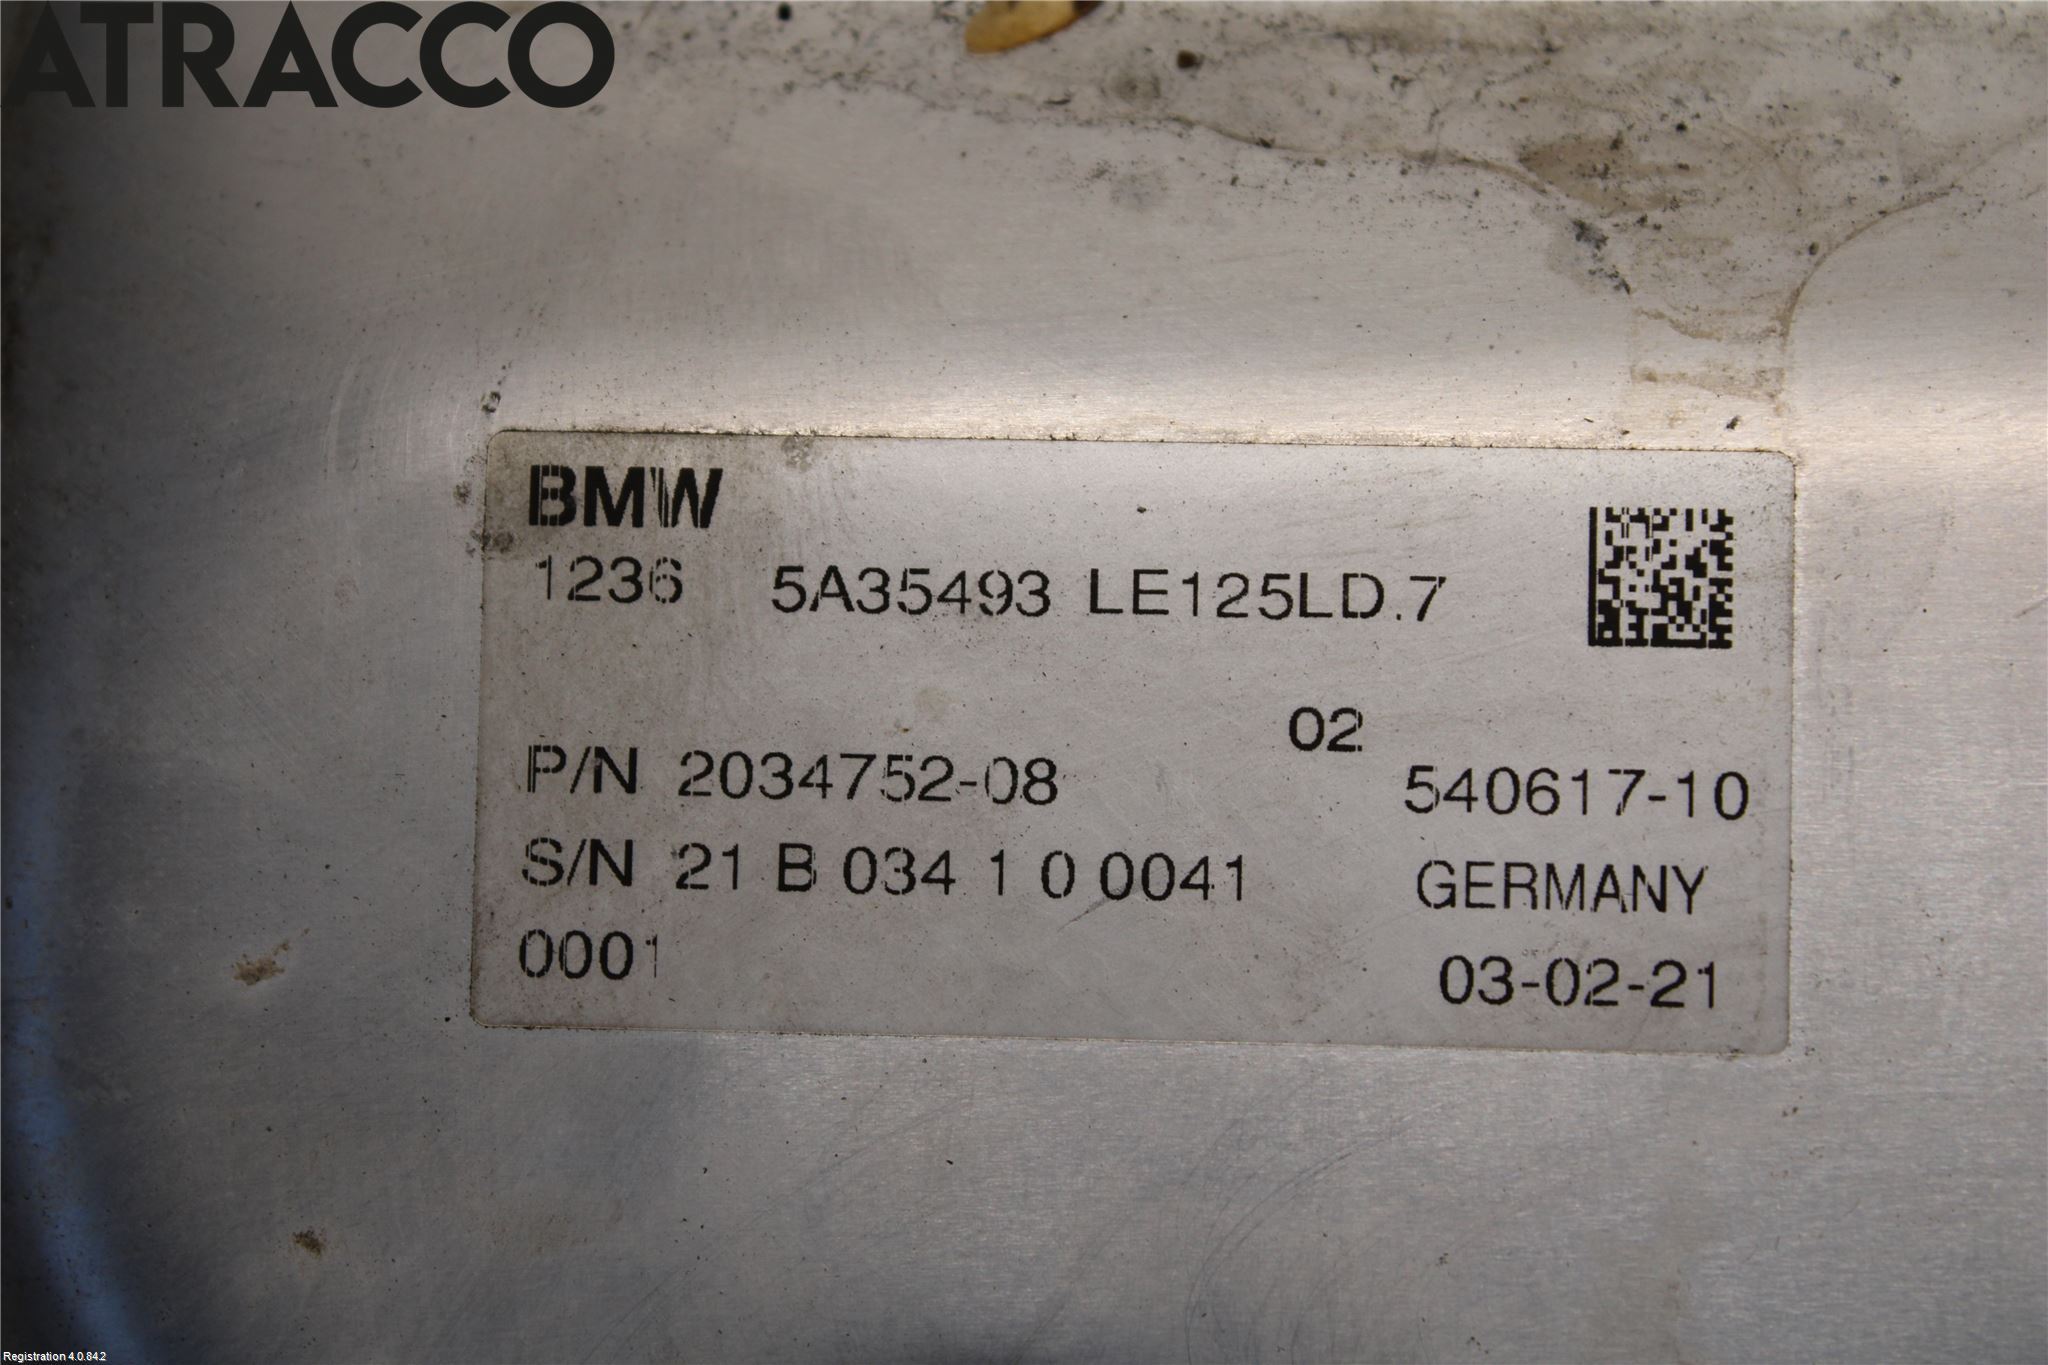 ATRACCO
BMW
1236 5A35493 LE125LD.7
02
P/N 2034752-08 540617-10
S/N 21 B 034 1 0 0041 GERMANY
0001 03-02-21
Registration 4.0.84.2